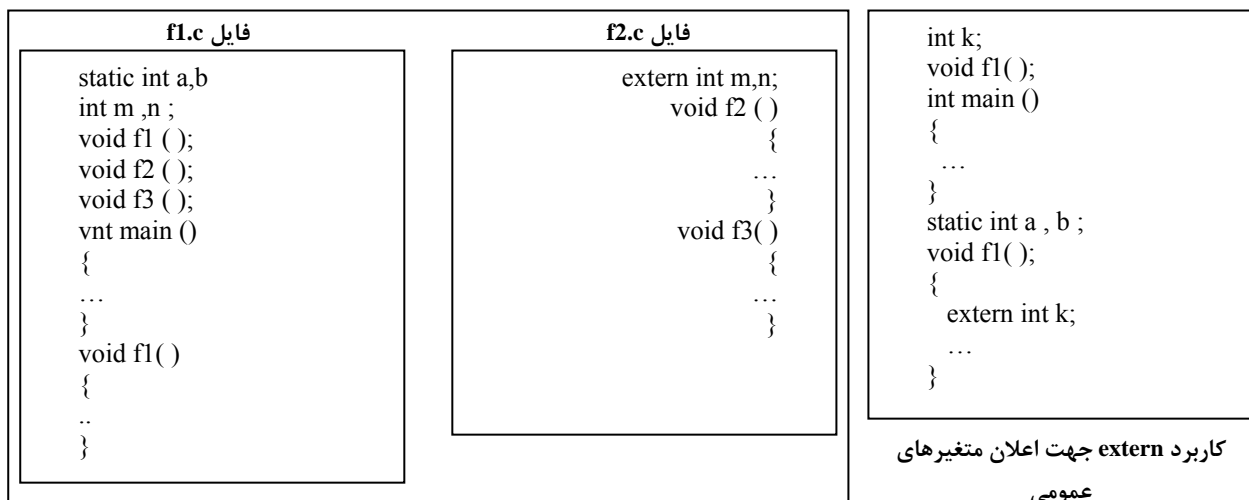 فایل f1.c
static int a,b
int m ,n ;
void f1 ( );
void f2 ( );
void f3 ( );
vnt main ()
{
…
}
void f1( )
{
..
}
فایل f2.c
extern int m,n;
void f2 ( )
{
…
}
void f3( )
{
…
}
int k;
void f1( );
int main ()
{
…
}
static int a , b ;
void f1( );
{
extern int k;
…
}
کاربرد extern جهت اعلان متغیرهای
عمومی